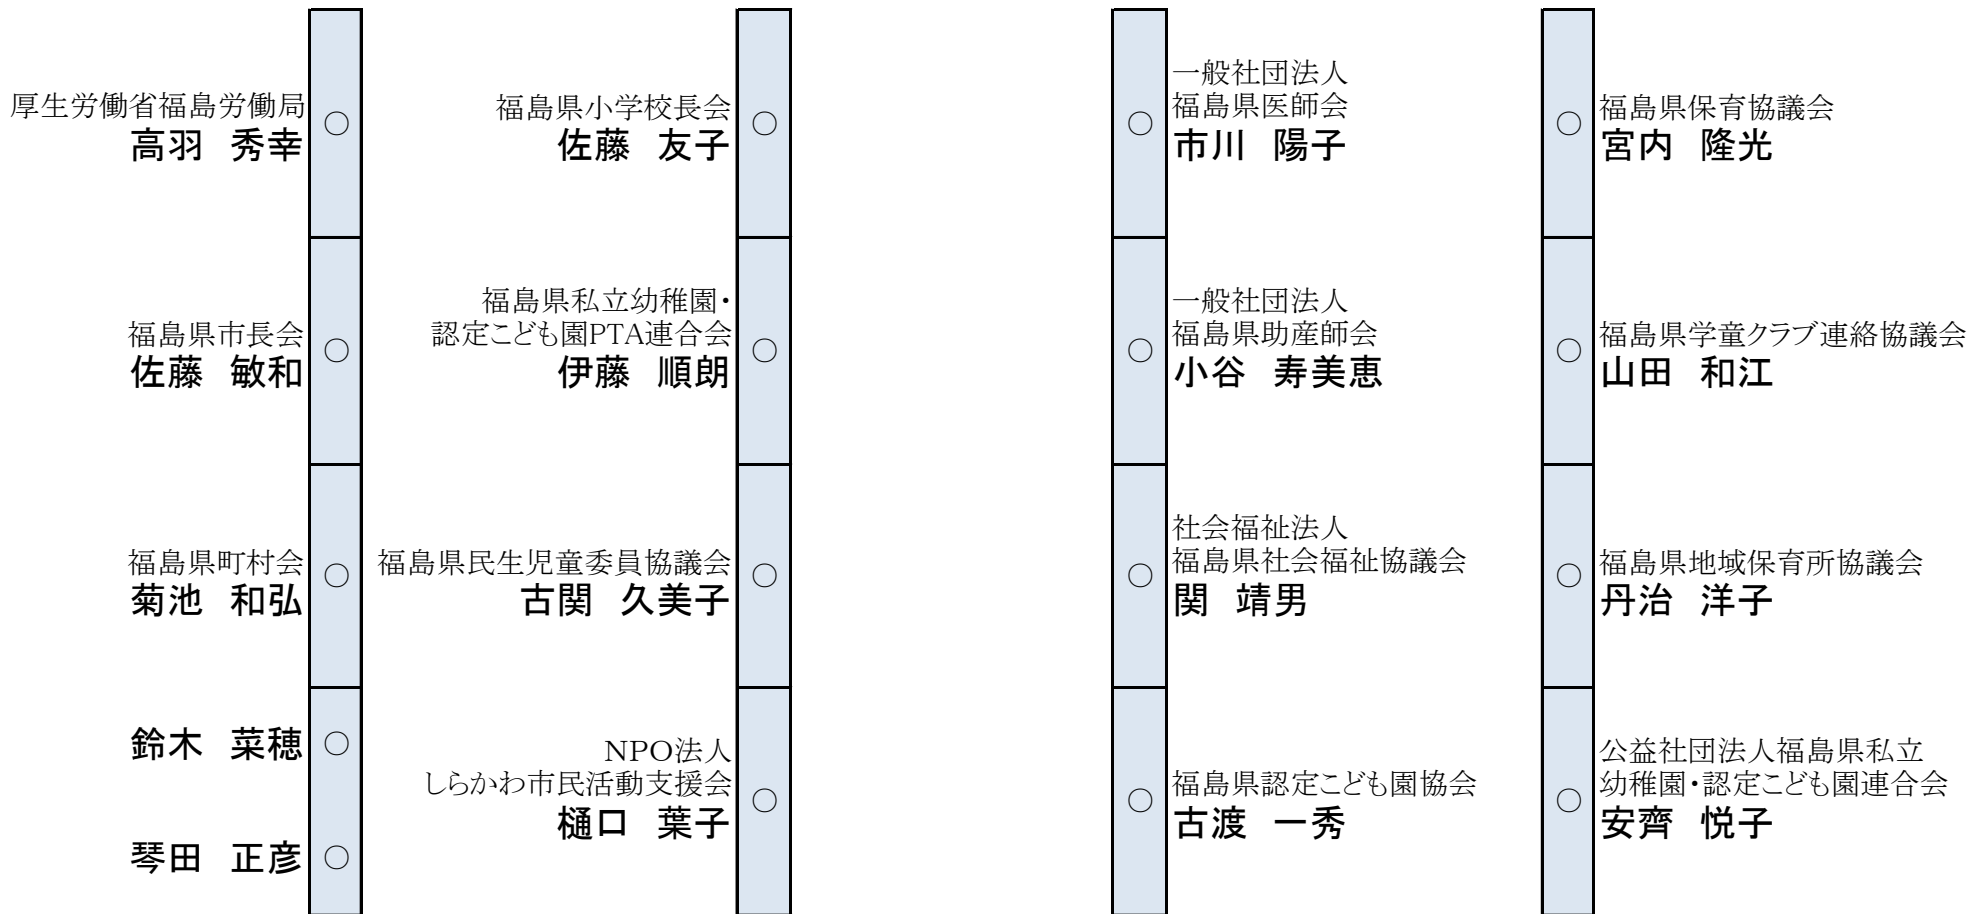 厚生労働省福島労働局
高羽　秀幸
福島県市長会
佐藤　敏和
福島県町村会
菊池　和弘
鈴木　菜穂
琴田　正彦
福島県小学校長会
佐藤　友子
福島県私立幼稚園・
認定こども園PTA連合会
伊藤　順朗
福島県民生児童委員協議会
古関　久美子
NPO法人
しらかわ市民活動支援会
樋口　葉子
一般社団法人
福島県医師会
市川　陽子
一般社団法人
福島県助産師会
小谷　寿美恵
社会福祉法人
福島県社会福祉協議会
関　靖男
福島県認定こども園協会
古渡　一秀
福島県保育協議会
宮内　隆光
福島県学童クラブ連絡協議会
山田　和江
福島県地域保育所協議会
丹治　洋子
公益社団法人福島県私立
幼稚園・認定こども園連合会
安齊　悦子